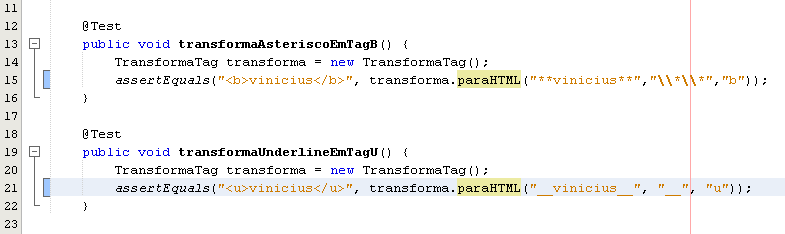 11
12 @Test
13 public void transformaAsteriscoEmTagB() {
14 TransformaTag transforma = new TransformaTag();
15 assertEquals("<b>vinicius</b>", transforma.paraHTML("**vinicius**","\\*\\*","b"));
16 }
17
18 @Test
19 public void transformaUnderlineEmTagU() {
20 TransformaTag transforma = new TransformaTag();
21 assertEquals("<u>vinicius</u>", transforma.paraHTML("__vinicius__", "__", "u"));
22 }
23